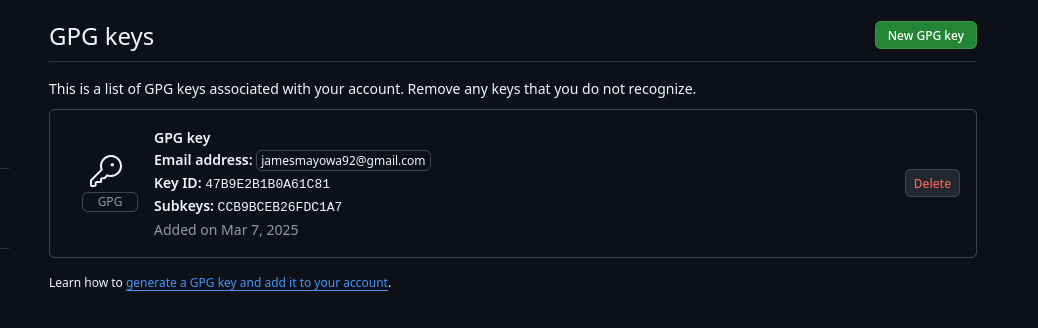 GPG keys
New GPG key
This is a list of GPG keys associated with your account. Remove any keys that you do not recognize.
GPG key
Email address: jamesmayowa92@gmail.com
Key ID: 47B9E2B1B0A61C81
Subkeys: CCB9BCEB26FDC1A7
Added on Mar 7, 2025
GPG
Delete
Learn how to generate a GPG key and add it to your account.